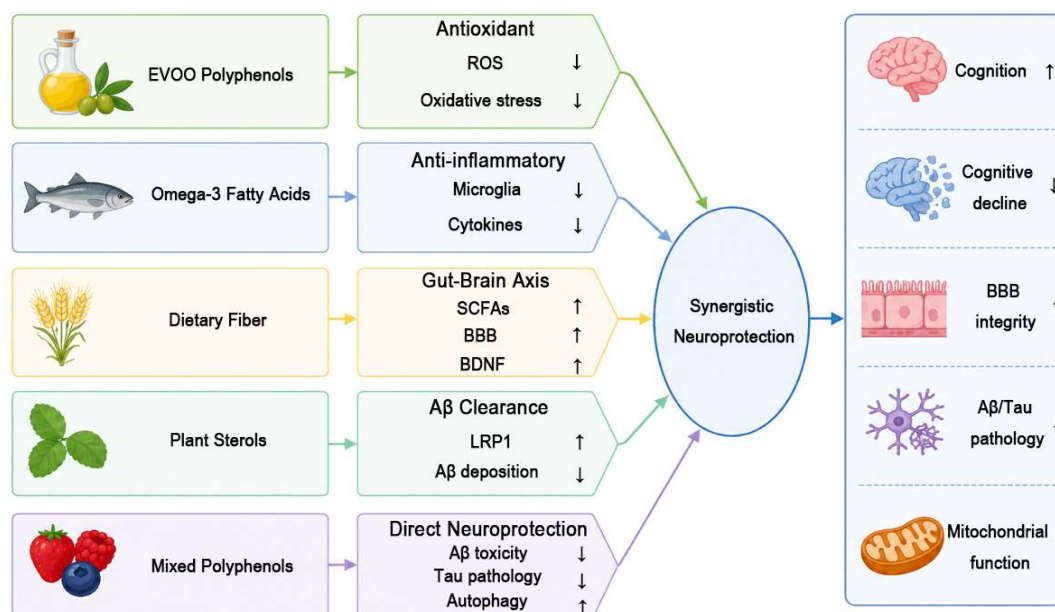 EVOO Polyphenols
Antioxidant
ROS ↓
Oxidative stress ↓
Omega-3 Fatty Acids
Anti-inflammatory
Microglia ↓
Cytokines ↓
Dietary Fiber
Gut-Brain Axis
SCFAs ↑
BBB ↑
BDNF ↑
Plant Sterols
Aβ Clearance
LRP1 ↑
Aβ deposition ↓
Mixed Polyphenols
Direct Neuroprotection
Aβ toxicity ↓
Tau pathology ↓
Autophagy ↑
Synergistic
Neuroprotection
Cognition ↑
Cognitive
decline ↓
BBB
integrity
Aβ/Tau
pathology
Mitochondrial
function